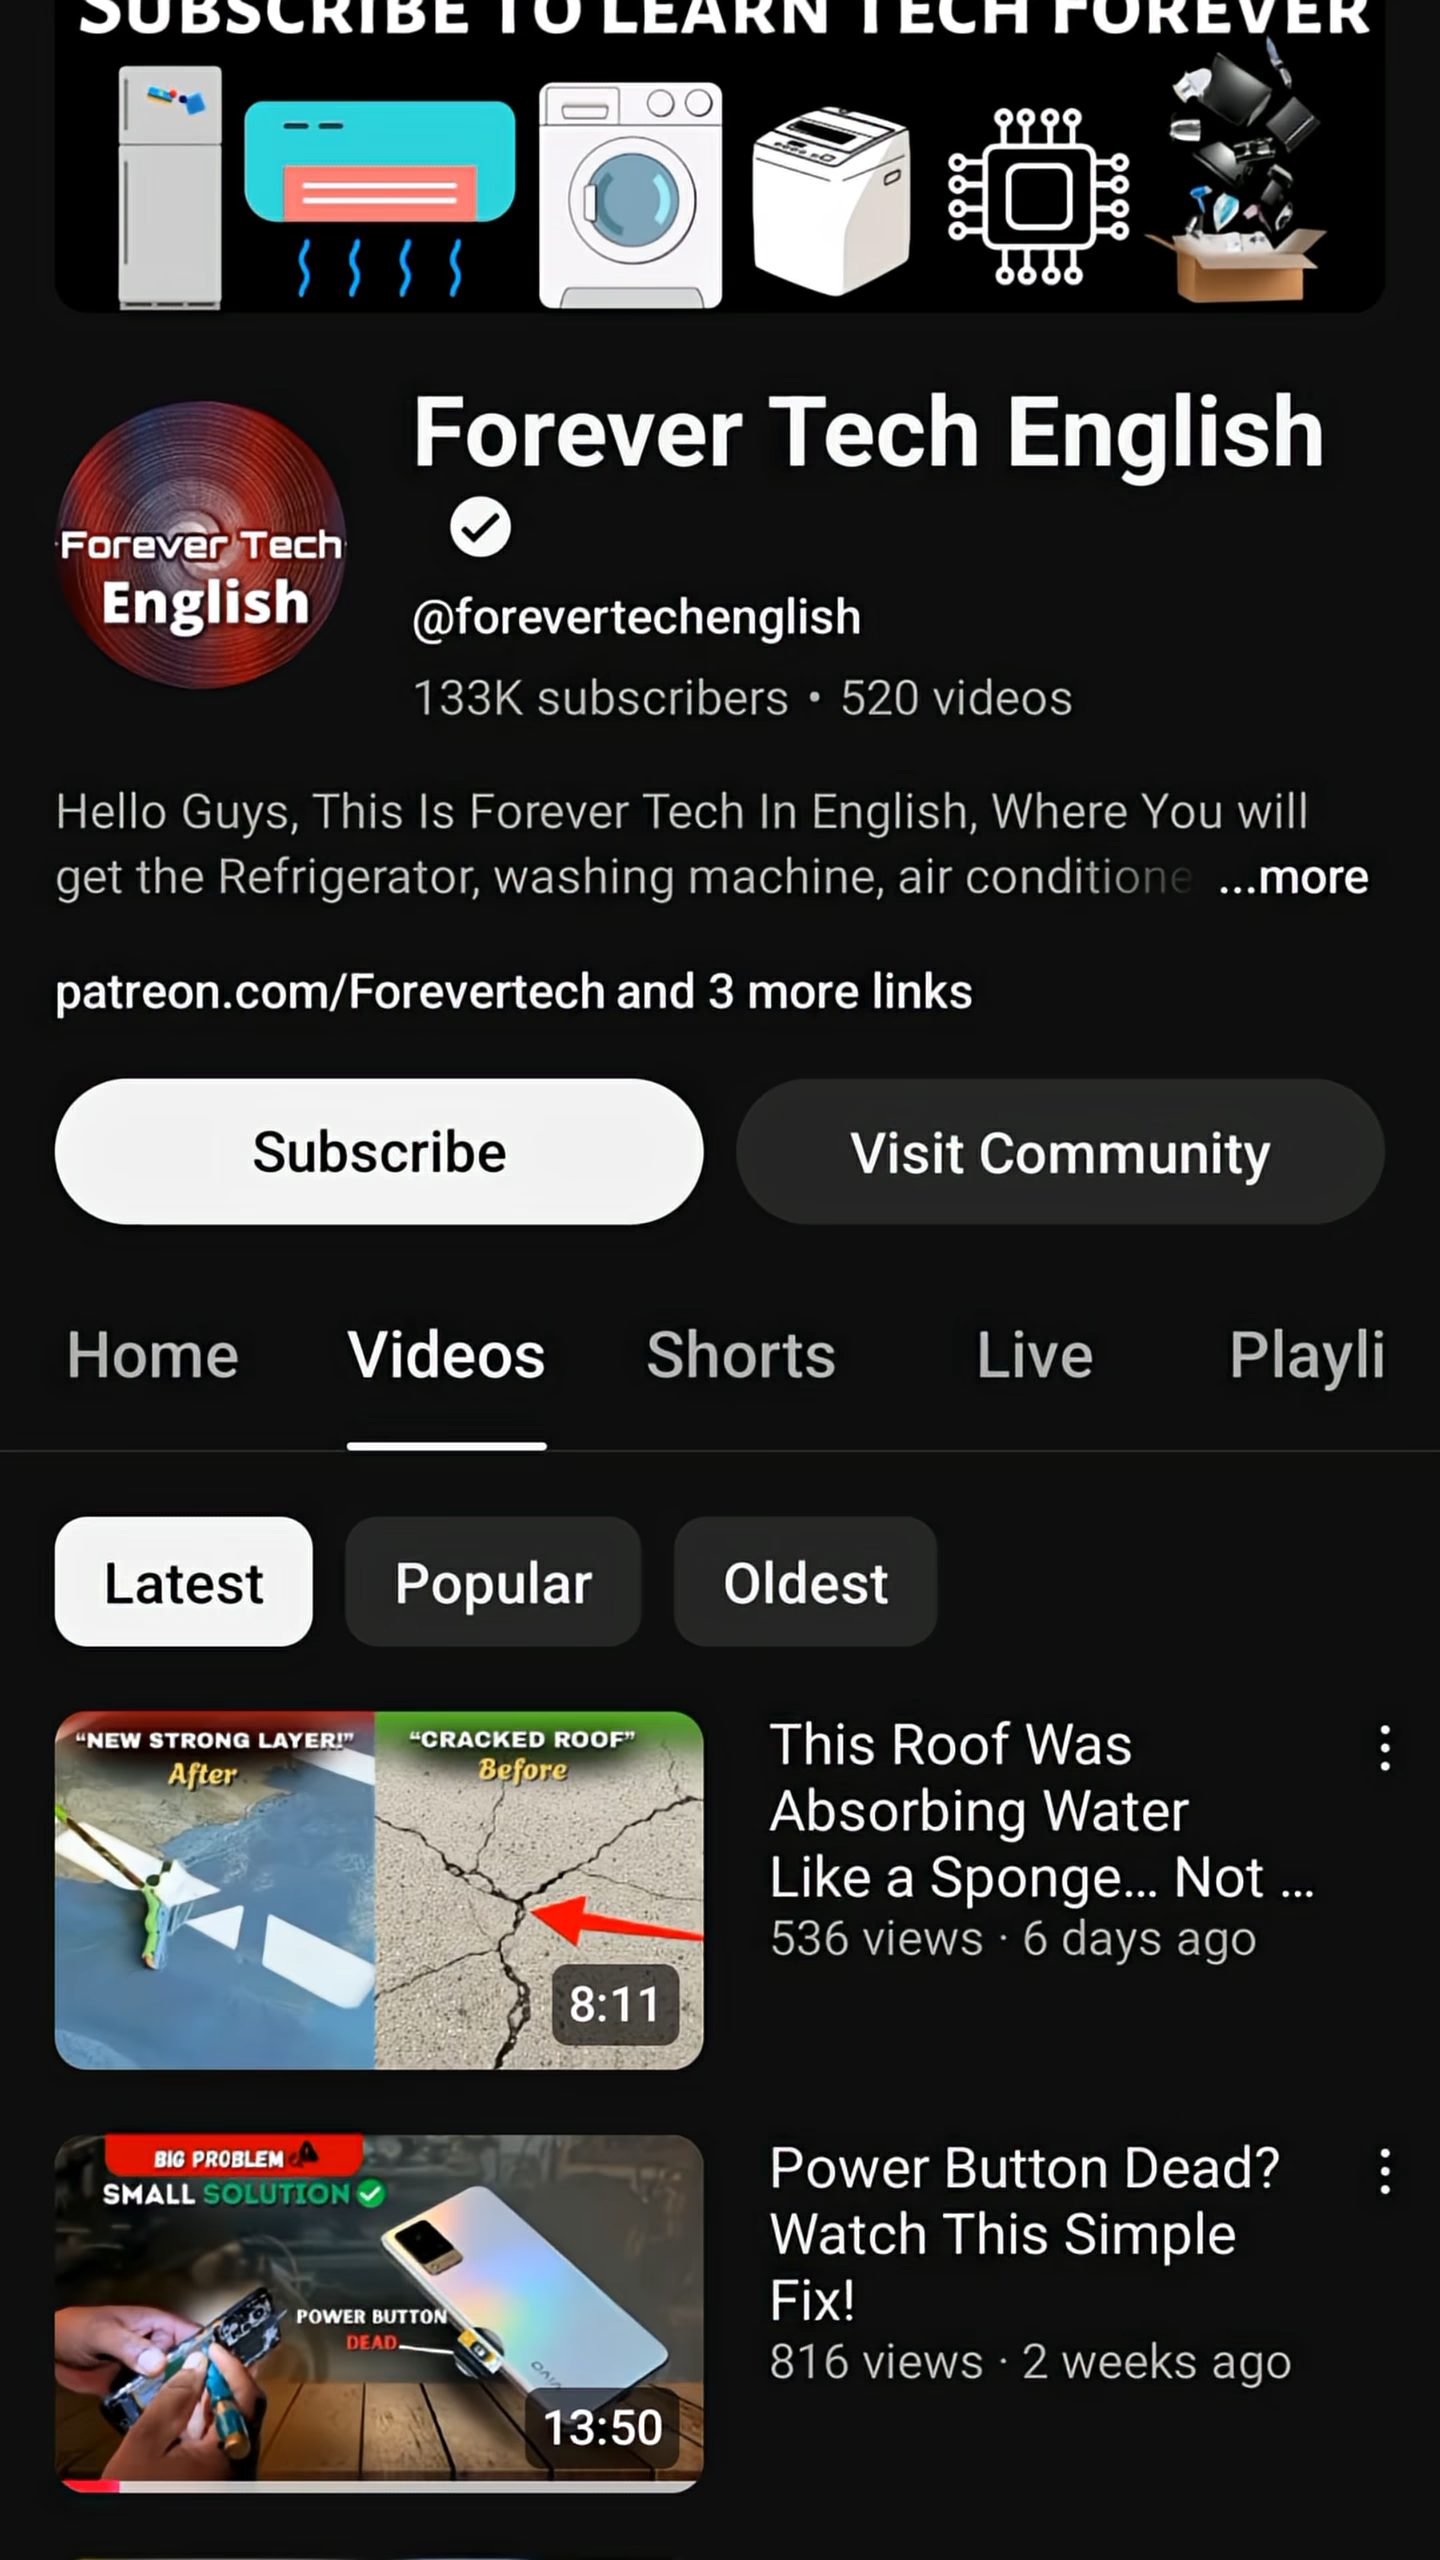 SUBSCRIBE TO LEARN TECH FOREVER
Forever Tech English
Forever Tech
English
@forevertechenglish
133K subscribers • 520 videos
Hello Guys, This Is Forever Tech In English, Where You will
get the Refrigerator, washing machine, air conditione ...more
patreon.com/Forevertech and 3 more links
Subscribe
Visit Community
Home
Videos
Shorts
Live
Playli
Latest
Popular
Oldest
“NEW STRONG LAYER!”
After
“CRACKED ROOF”
Before
8:11
This Roof Was
Absorbing Water
Like a Sponge... Not ...
536 views · 6 days ago
BIG PROBLEM
SMALL SOLUTION
POWER BUTTON
DEAD
vivo
13:50
Power Button Dead?
Watch This Simple
Fix!
816 views · 2 weeks ago